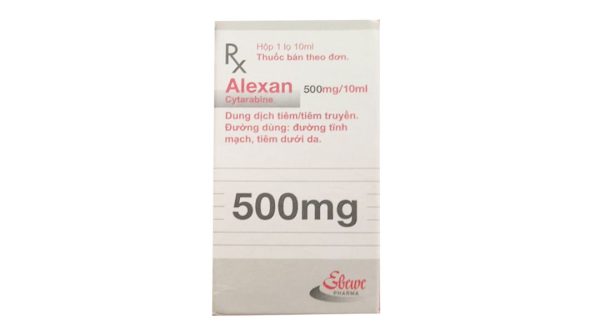 Rx
Hộp 1 lọ 10ml
Thuốc bán theo đơn.
Alexan 500mg/10ml
Cytarabine
Dung dịch tiêm/tiêm truyền.
Đường dùng: đường tĩnh
mạch, tiêm dưới da.
500mg
Ebewe
PHARMA